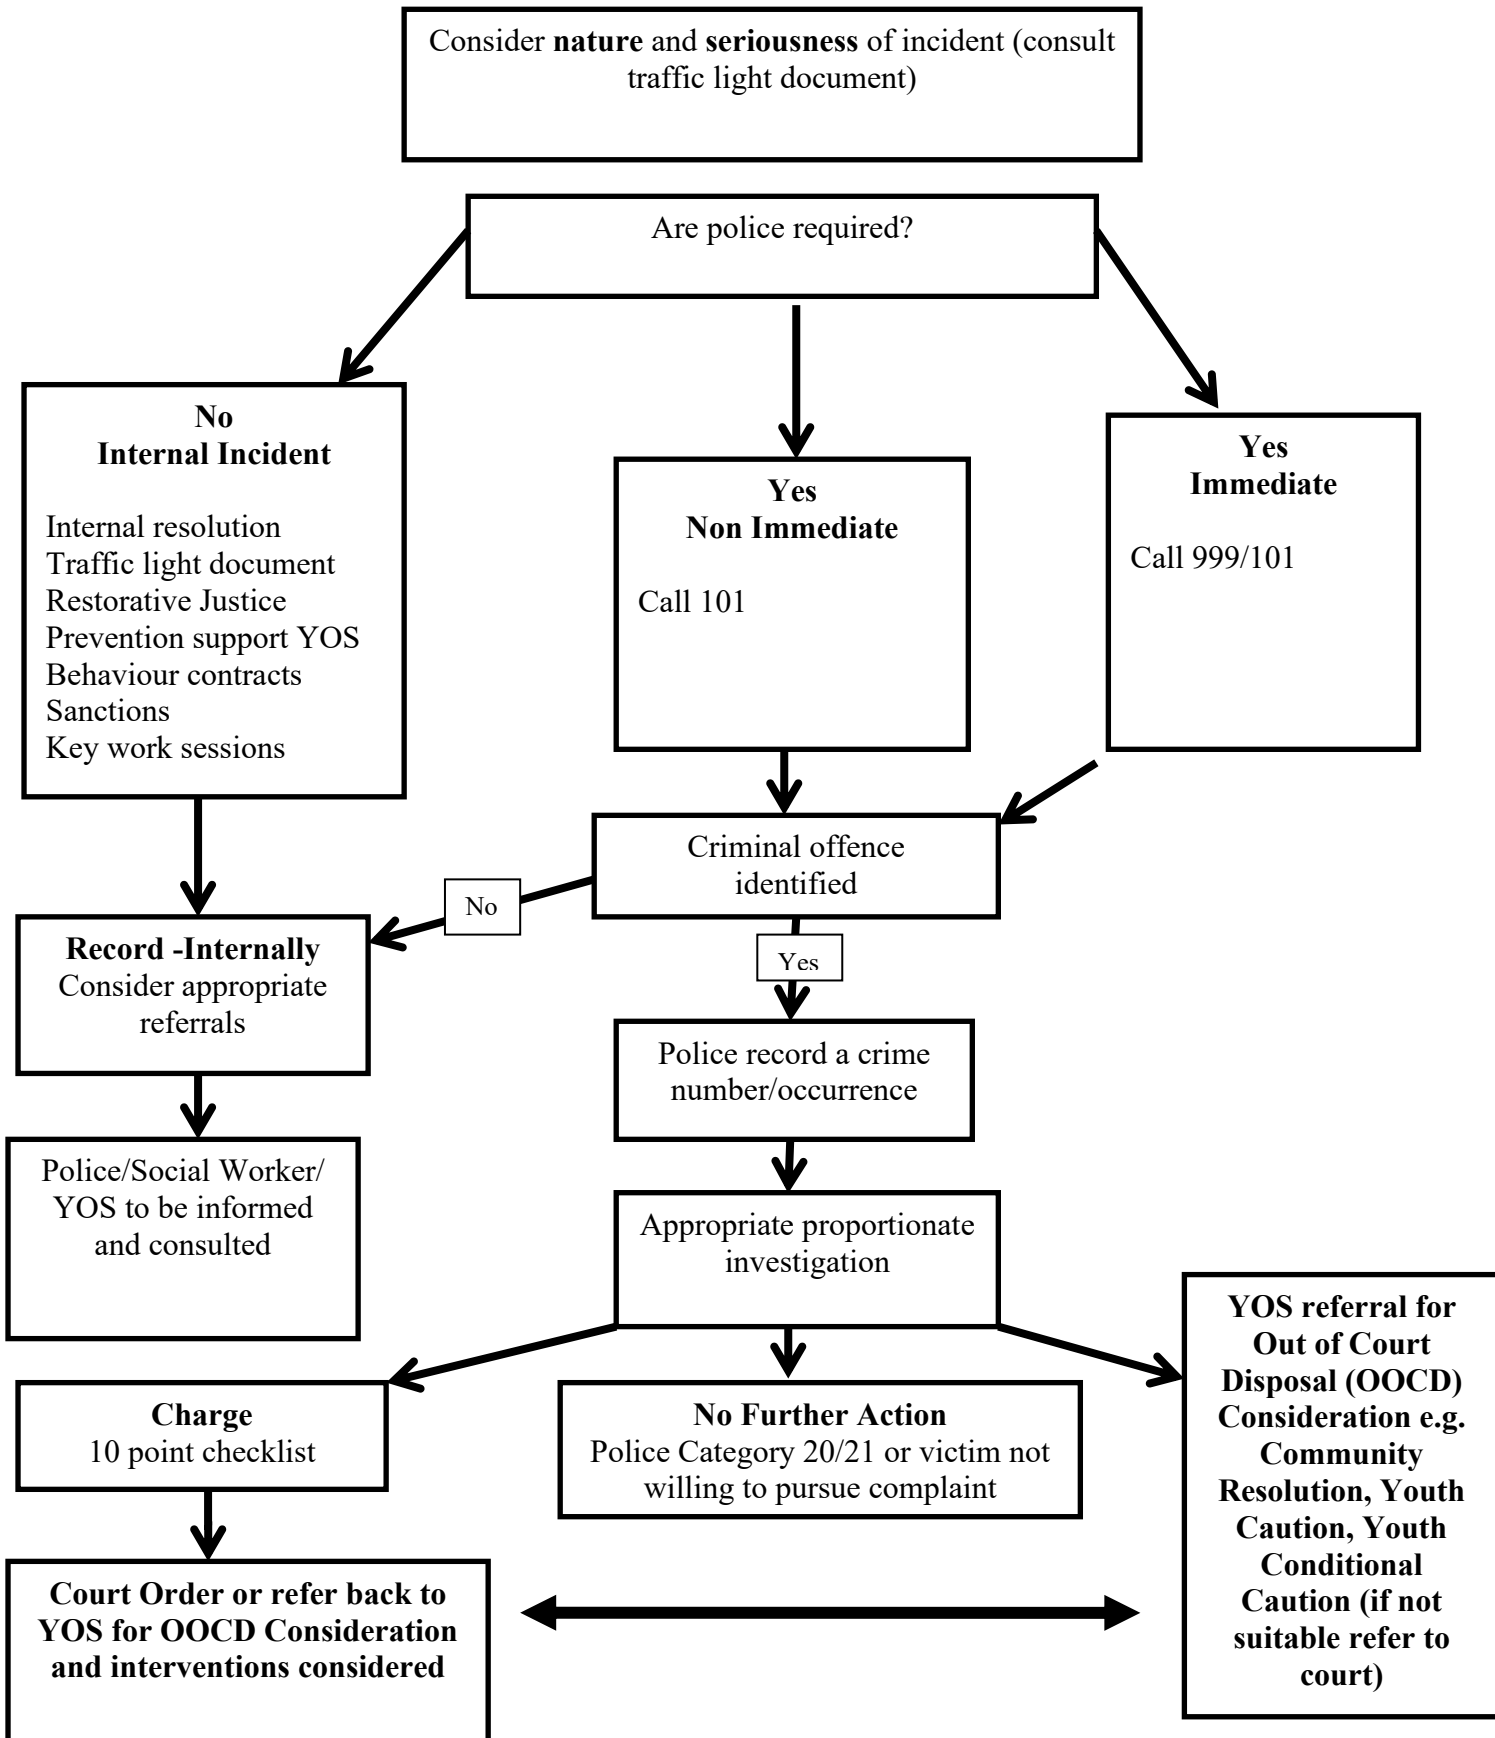 Consider nature and seriousness of incident (consult
traffic light document)
Are police required?
No
Internal Incident
Internal resolution
Traffic light document
Restorative Justice
Prevention support YOS
Behaviour contracts
Sanctions
Key work sessions
Yes
Non Immediate
Call 101
Yes
Immediate
Call 999/101
Criminal offence
identified
No
Yes
Record -Internally
Consider appropriate
referrals
Police record a crime
number/occurrence
Police/Social Worker/
YOS to be informed
and consulted
Appropriate proportionate
investigation
Charge
10 point checklist
No Further Action
Police Category 20/21 or victim not
willing to pursue complaint
YOS referral for
Out of Court
Disposal (OOCD)
Consideration e.g.
Community
Resolution, Youth
Caution, Youth
Conditional
Caution (if not
suitable refer to
court)
Court Order or refer back to
YOS for OOCD Consideration
and interventions considered